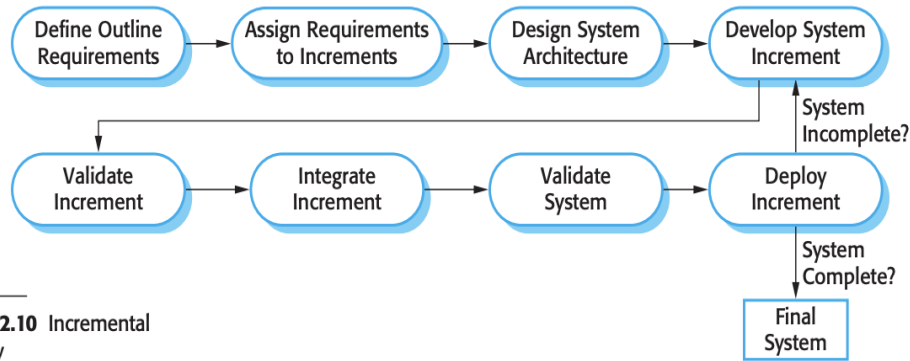 Define Outline
Requirements
Assign Requirements
to Increments
Design System
Architecture
Develop System
Increment
System
Incomplete?
Validate
Increment
Integrate
Increment
Validate
System
Deploy
Increment
System
Complete?
2.10 Incremental
Final
System